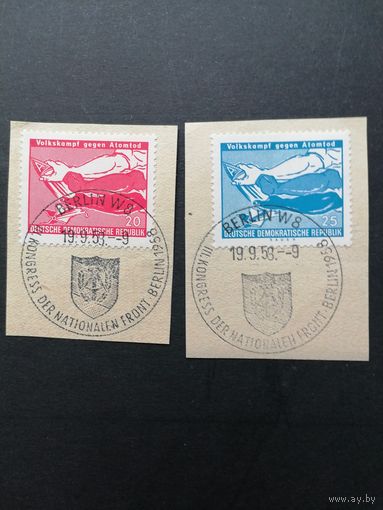 Volkskampf gegen Atomtod
20
DEUTSCHE DEMOKRATISCHE REPUBLIK
BERLIN W8
19.9.58.--9
III. KONGRESS DER NATIONALEN FRONT · BERLIN 1958
Volkskampf gegen Atomtod
25
DEUTSCHE DEMOKRATISCHE REPUBLIK
BERLIN W8
19.9.58.--9
III. KONGRESS DER NATIONALEN FRONT · BERLIN 1958
www.ay.by